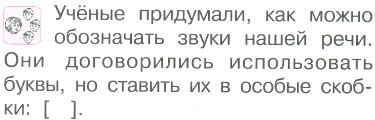 Учёные придумали, как можно
обозначать звуки нашей речи.
Они договорились использовать
буквы, но ставить их в особые скоб-
ки: [ ].